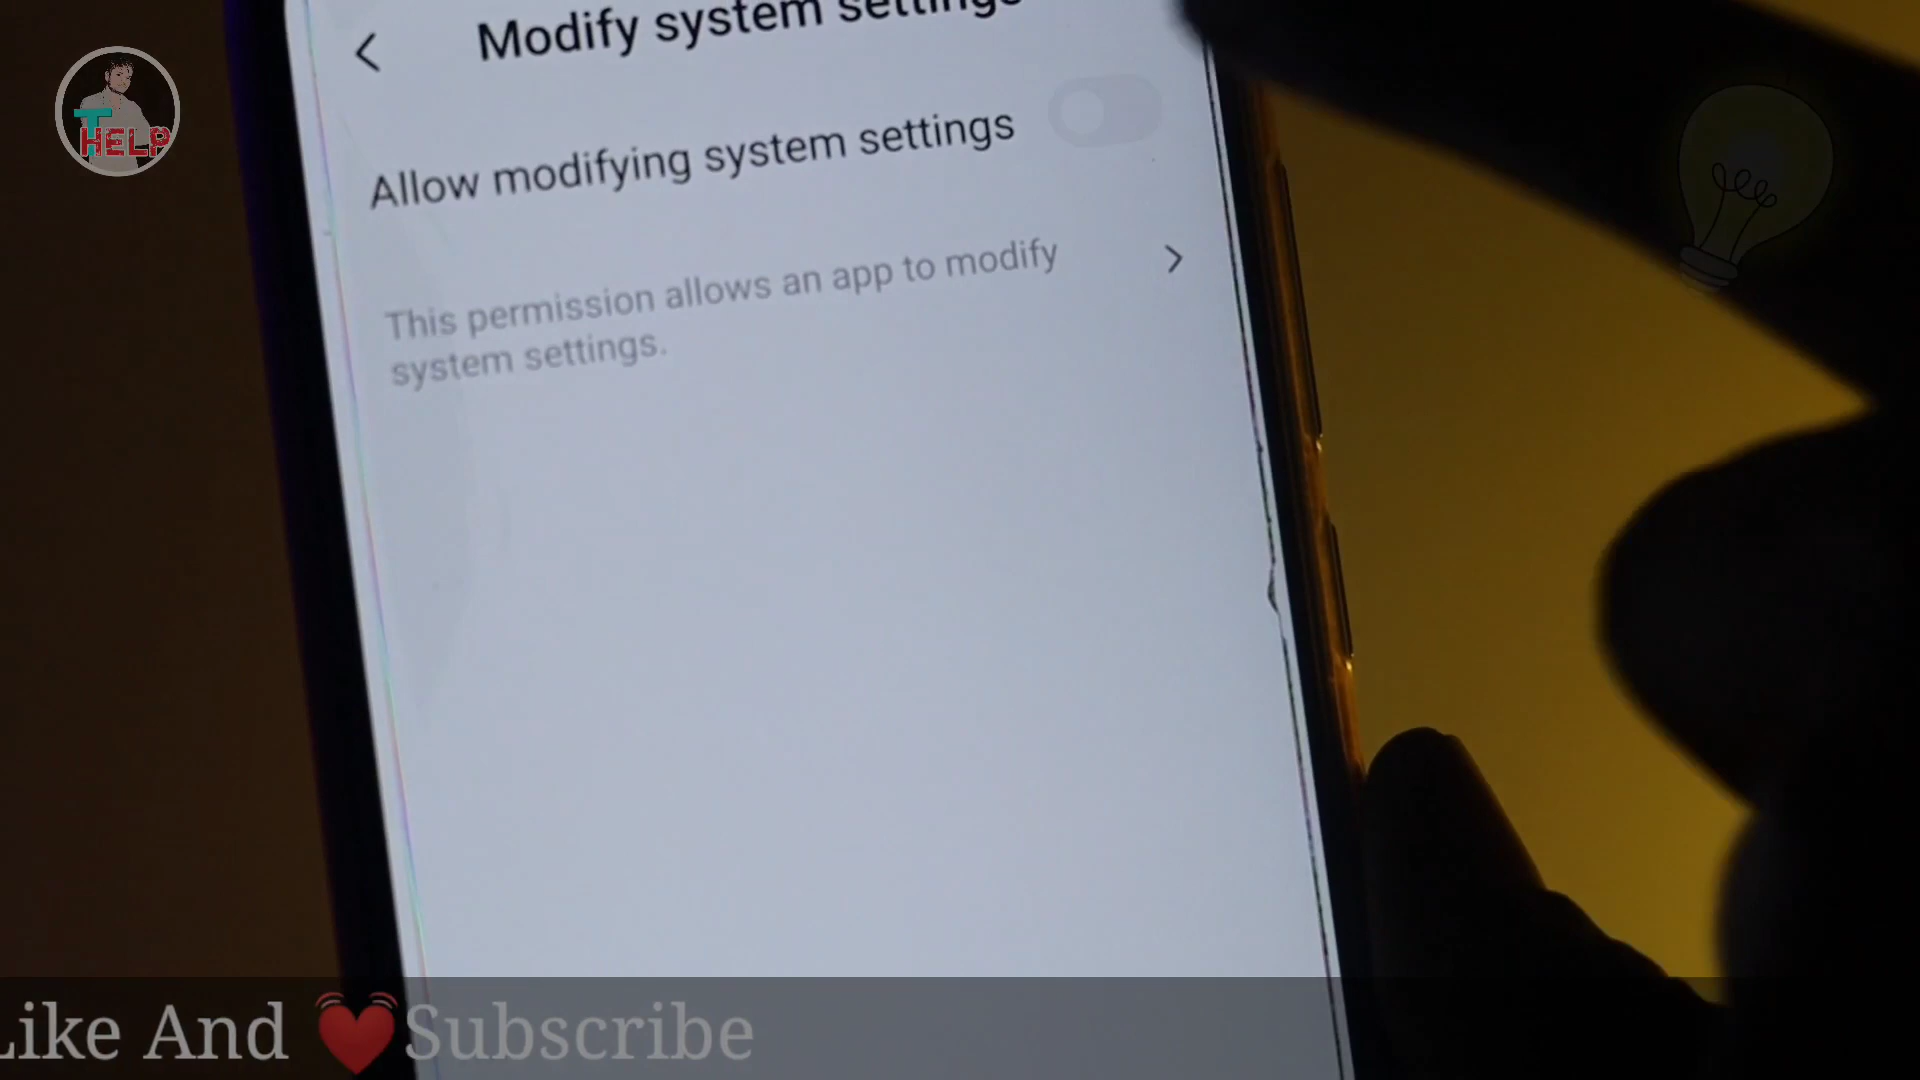 Modify system settings
T
HELP
Allow modifying system settings
This permission allows an app to modify
system settings.
Like And ❤Subscribe